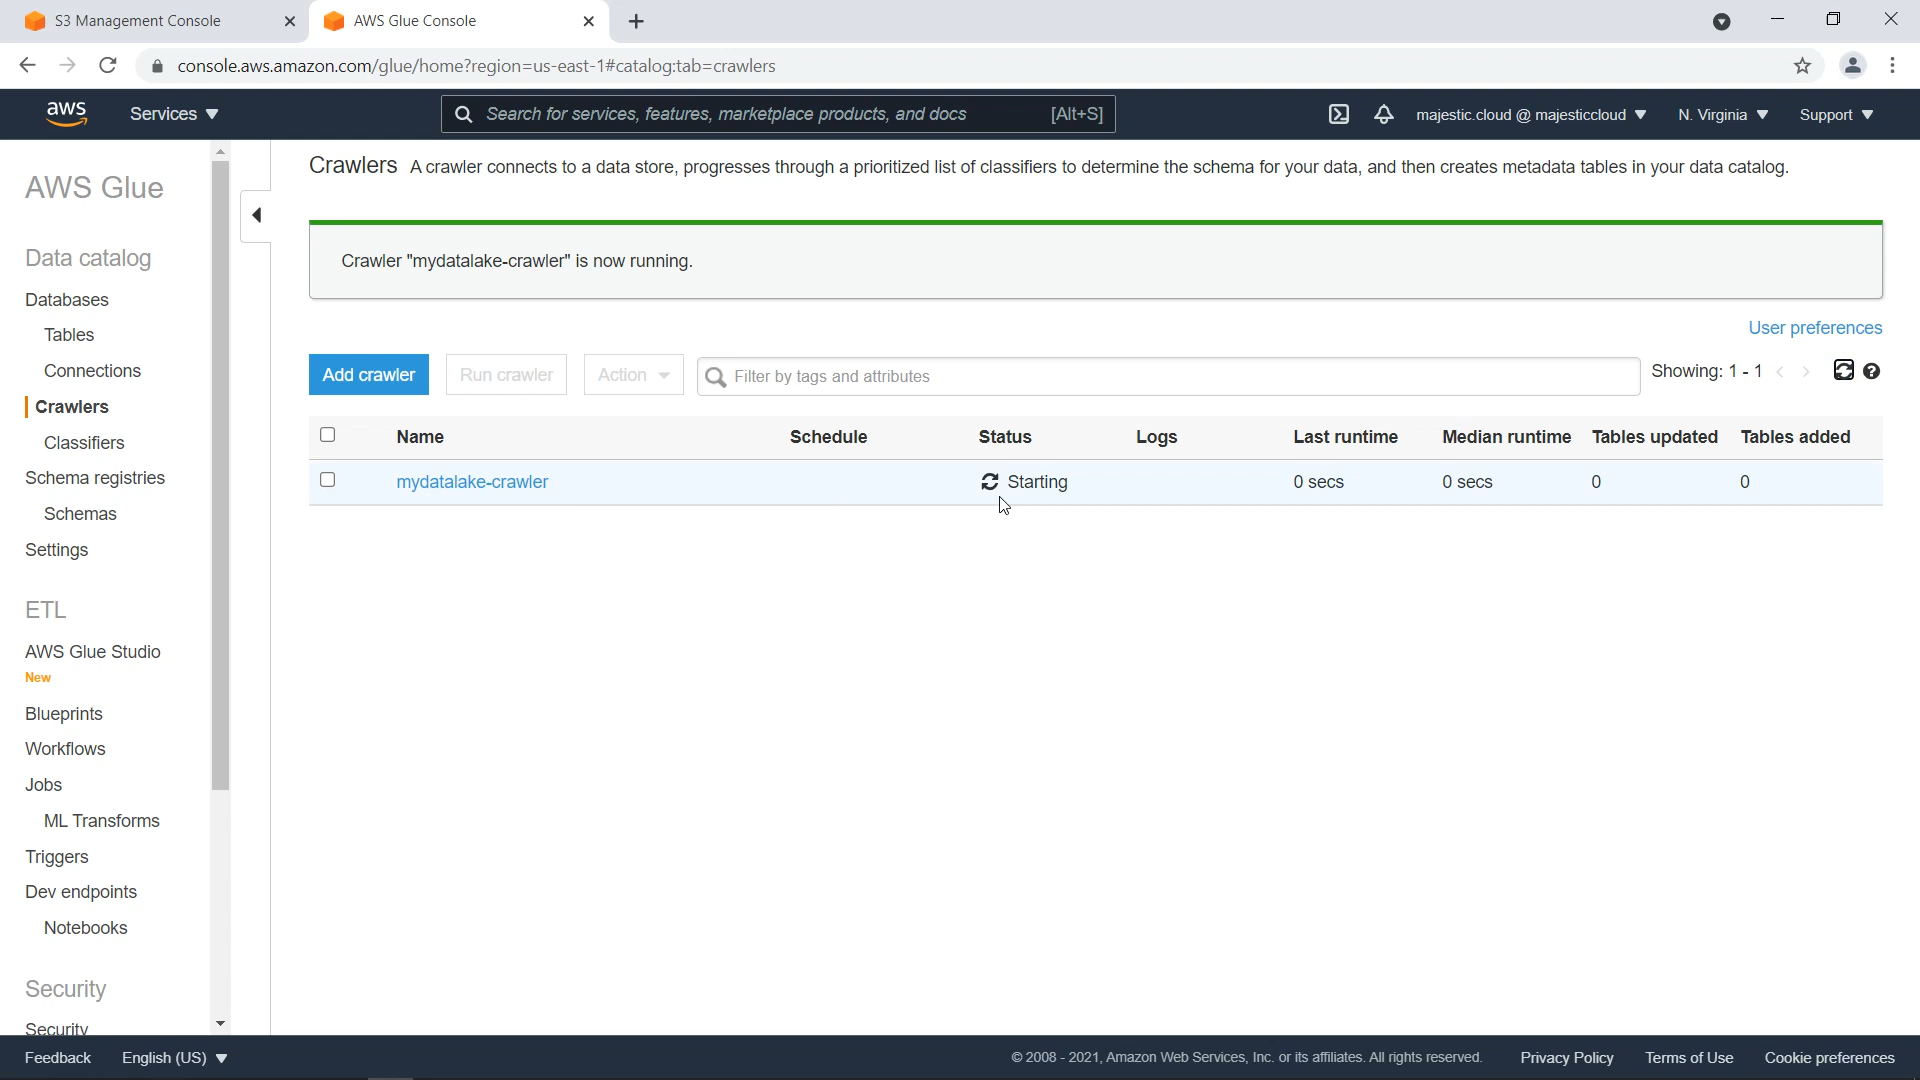 S3 Management Console
AWS Glue Console
console.aws.amazon.com/glue/home?region=us-east-1#catalog:tab=crawlers
aws
Services
Search for services, features, marketplace products, and docs [Alt+S]
majestic.cloud @ majesticcloud
N. Virginia
Support
AWS Glue
Data catalog
Databases
Tables
Connections
Crawlers
Classifiers
Schema registries
Schemas
Settings
ETL
AWS Glue Studio
New
Blueprints
Workflows
Jobs
ML Transforms
Triggers
Dev endpoints
Notebooks
Security
Security
Crawlers A crawler connects to a data store, progresses through a prioritized list of classifiers to determine the schema for your data, and then creates metadata tables in your data catalog.
Crawler "mydatalake-crawler" is now running.
User preferences
Add crawler Run crawler Action Filter by tags and attributes Showing: 1 - 1
Name Schedule Status Logs Last runtime Median runtime Tables updated Tables added
mydatalake-crawler Starting 0 secs 0 secs 0 0
Feedback English (US) © 2008 - 2021, Amazon Web Services, Inc. or its affiliates. All rights reserved. Privacy Policy Terms of Use Cookie preferences